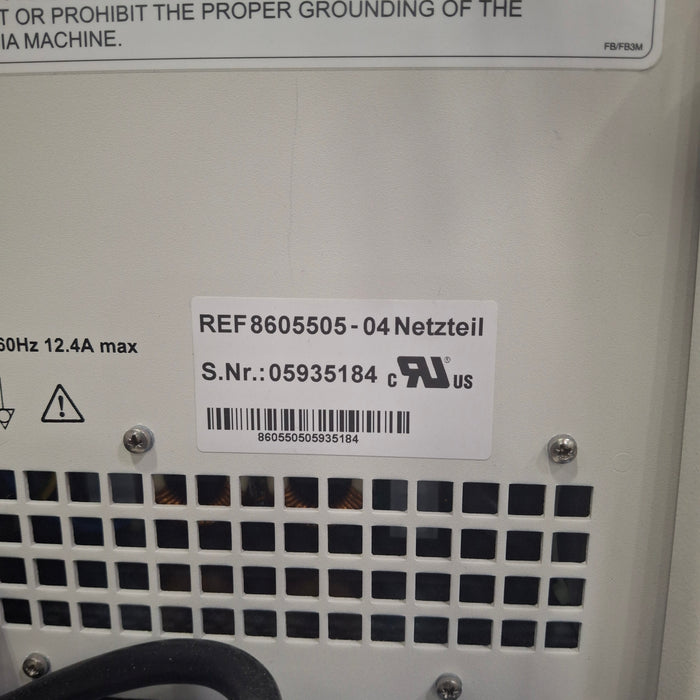 T OR PROHIBIT THE PROPER GROUNDING OF THE
IA MACHINE.
FB/FB3M
REF 8605505-04 Netzteil
60Hz 12.4A max
S.Nr.: 05935184 c RU ® US
860550505935184